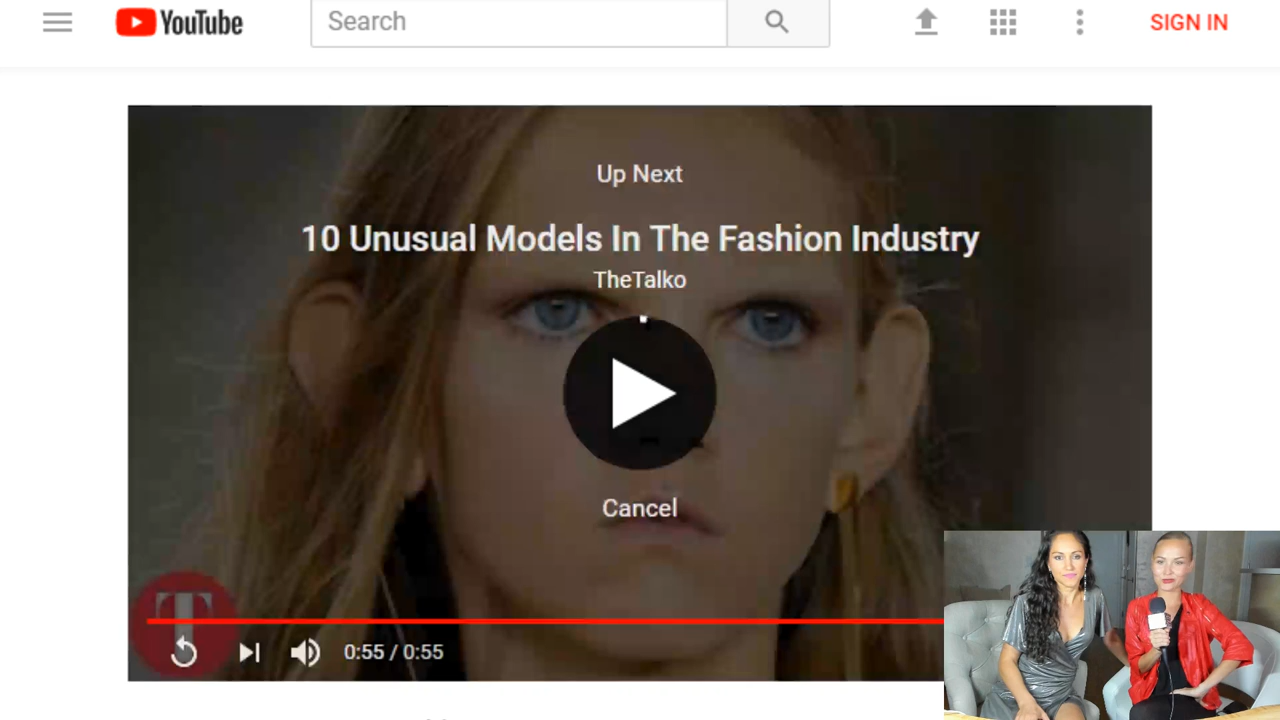 YouTube
Search
SIGN IN
Up Next
10 Unusual Models In The Fashion Industry
TheTalko
Cancel
T
0:55 / 0:55